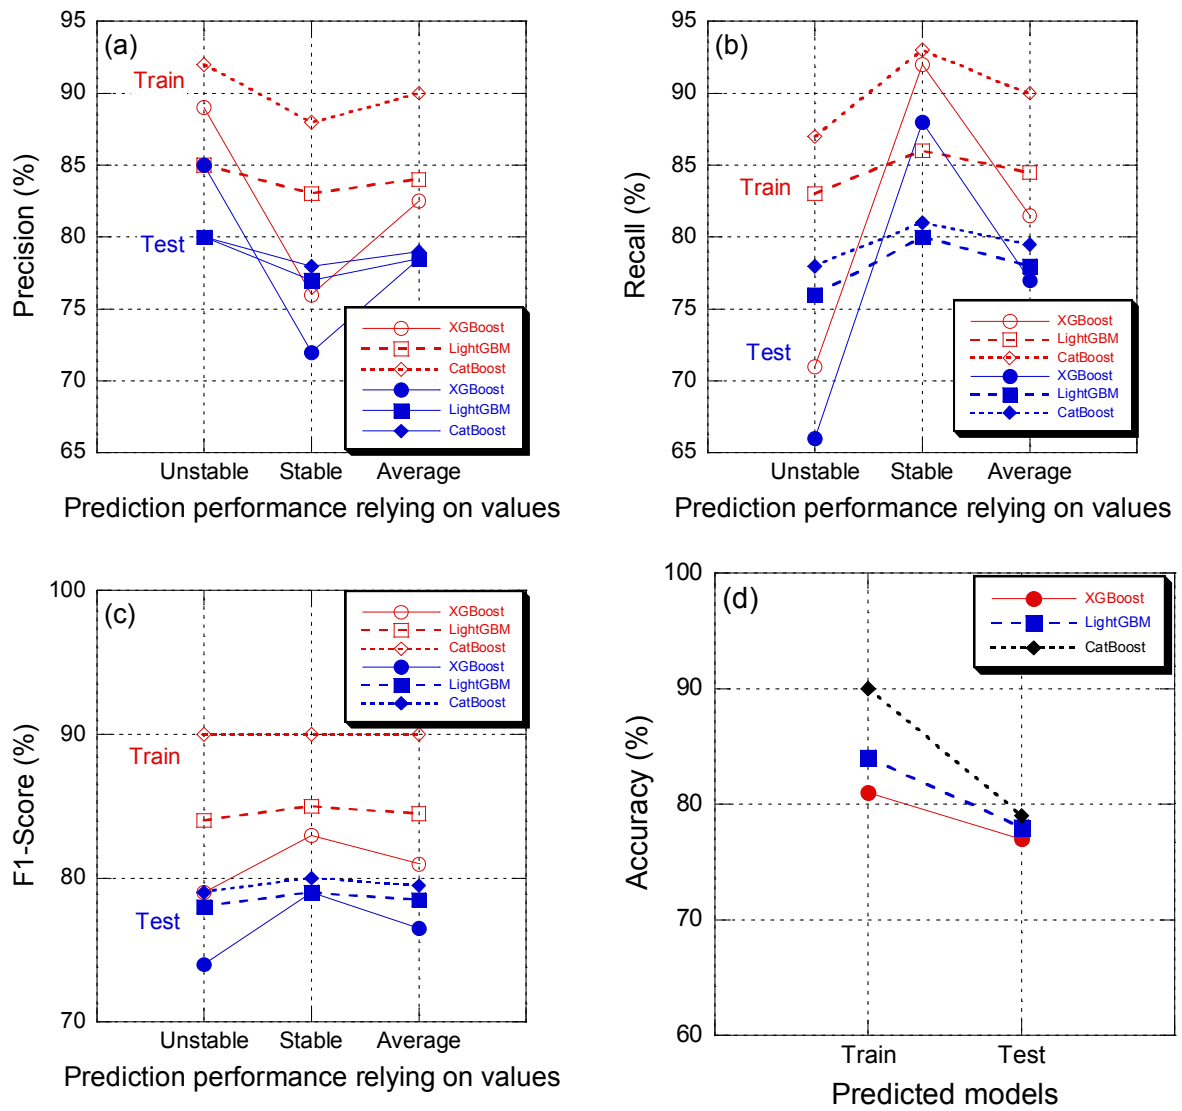 (a)
95
90
85
80
75
70
65
Precision (%)
Train
Test
XGBoost
LightGBM
CatBoost
XGBoost
LightGBM
CatBoost
Unstable Stable Average
Prediction performance relying on values
(b)
95
90
85
80
75
70
65
Recall (%)
Train
Test
XGBoost
LightGBM
CatBoost
XGBoost
LightGBM
CatBoost
Unstable Stable Average
Prediction performance relying on values
(c)
100
90
80
70
F1-Score (%)
Train
Test
XGBoost
LightGBM
CatBoost
XGBoost
LightGBM
CatBoost
Unstable Stable Average
Prediction performance relying on values
(d)
100
90
80
70
60
Accuracy (%)
XGBoost
LightGBM
CatBoost
Train Test
Predicted models